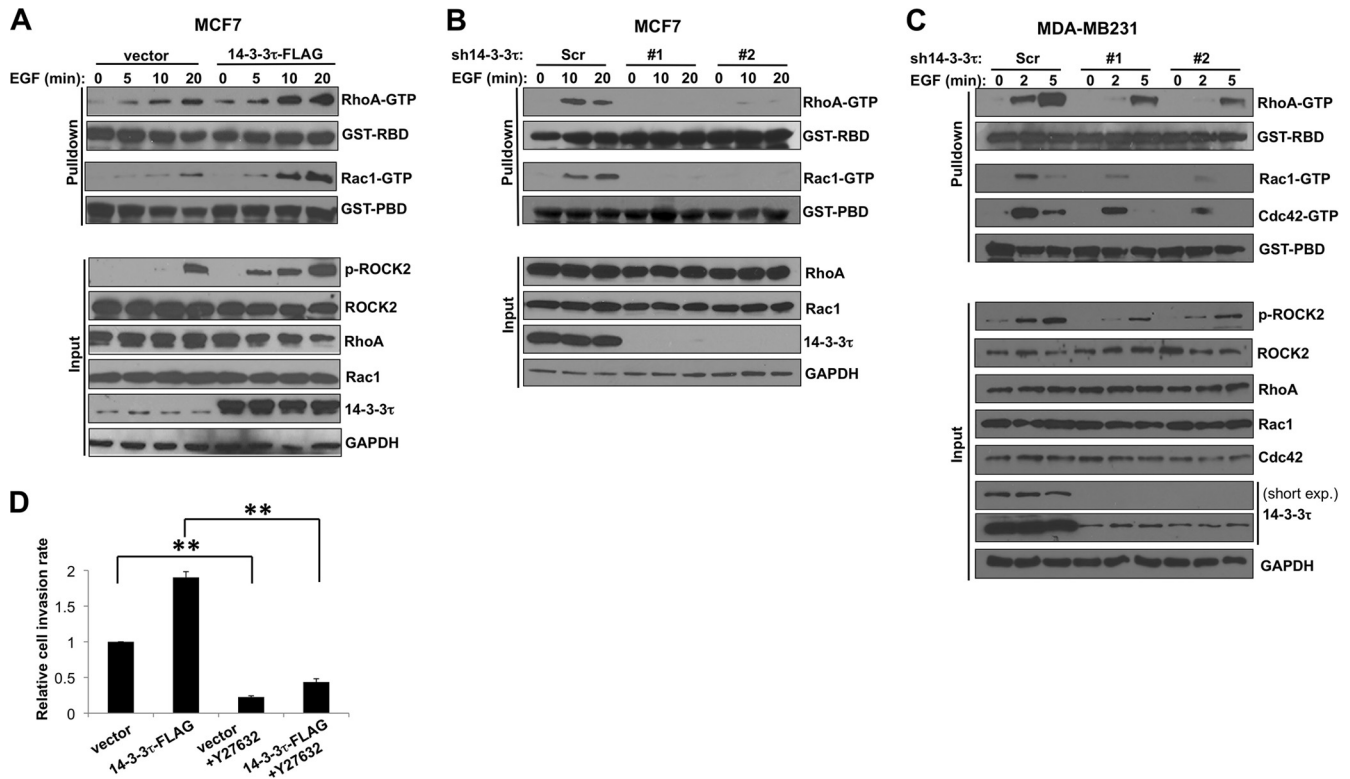 A
MCF7
vector 14-3-3τ-FLAG
EGF (min): 0 5 10 20 0 5 10 20
Pulldown
RhoA-GTP
GST-RBD
Rac1-GTP
GST-PBD
Input
p-ROCK2
ROCK2
RhoA
Rac1
14-3-3τ
GAPDH
B
MCF7
sh14-3-3τ: Scr #1 #2
EGF (min): 0 10 20 0 10 20 0 10 20
Pulldown
RhoA-GTP
GST-RBD
Rac1-GTP
GST-PBD
Input
RhoA
Rac1
14-3-3τ
GAPDH
C
MDA-MB231
sh14-3-3τ: Scr #1 #2
EGF (min): 0 2 5 0 2 5 0 2 5
Pulldown
RhoA-GTP
GST-RBD
Rac1-GTP
Cdc42-GTP
GST-PBD
Input
p-ROCK2
ROCK2
RhoA
Rac1
Cdc42
(short exp.)
14-3-3τ
GAPDH
D
Relative cell invasion rate
2
1.5
1
0.5
0
**
**
vector
14-3-3τ-FLAG
vector
+Y27632
14-3-3τ-FLAG
+Y27632